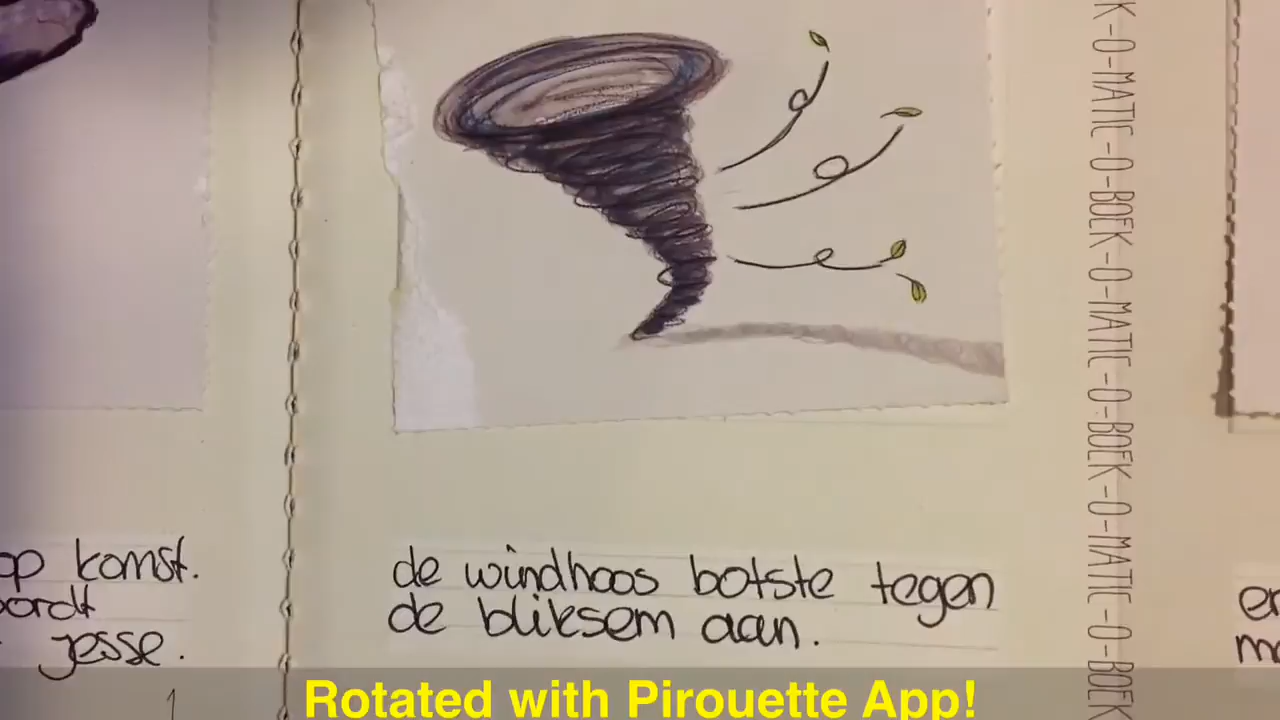 op komst.
jesse.
de windhoos botste tegen
de bliksem aan.
K-O-MATIC-O-BOEK-O-MATIC-O-BOEK-O-MATIC-O-BOEK
1
Rotated with Pirouette App!